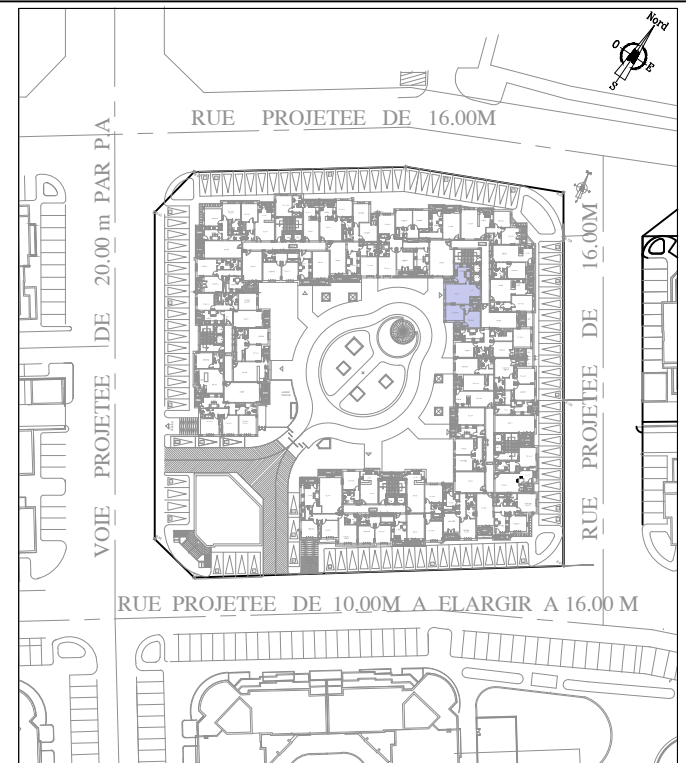 Nord
O
E
S
RUE PROJETEE DE 16.00M
VOIE PROJETEE DE 20.00 m PAR P.A
RUE PROJETEE DE 16.00M
RUE PROJETEE DE 10.00M A ELARGIR A 16.00 M